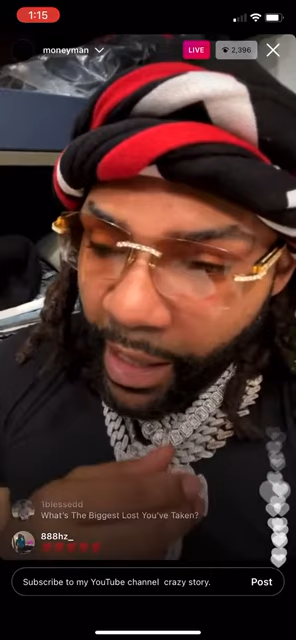 1:15
moneyman
LIVE
2,396
1blessedd
What's The Biggest Lost You've Taken?
888hz_
Subscribe to my YouTube channel  crazy story.
Post